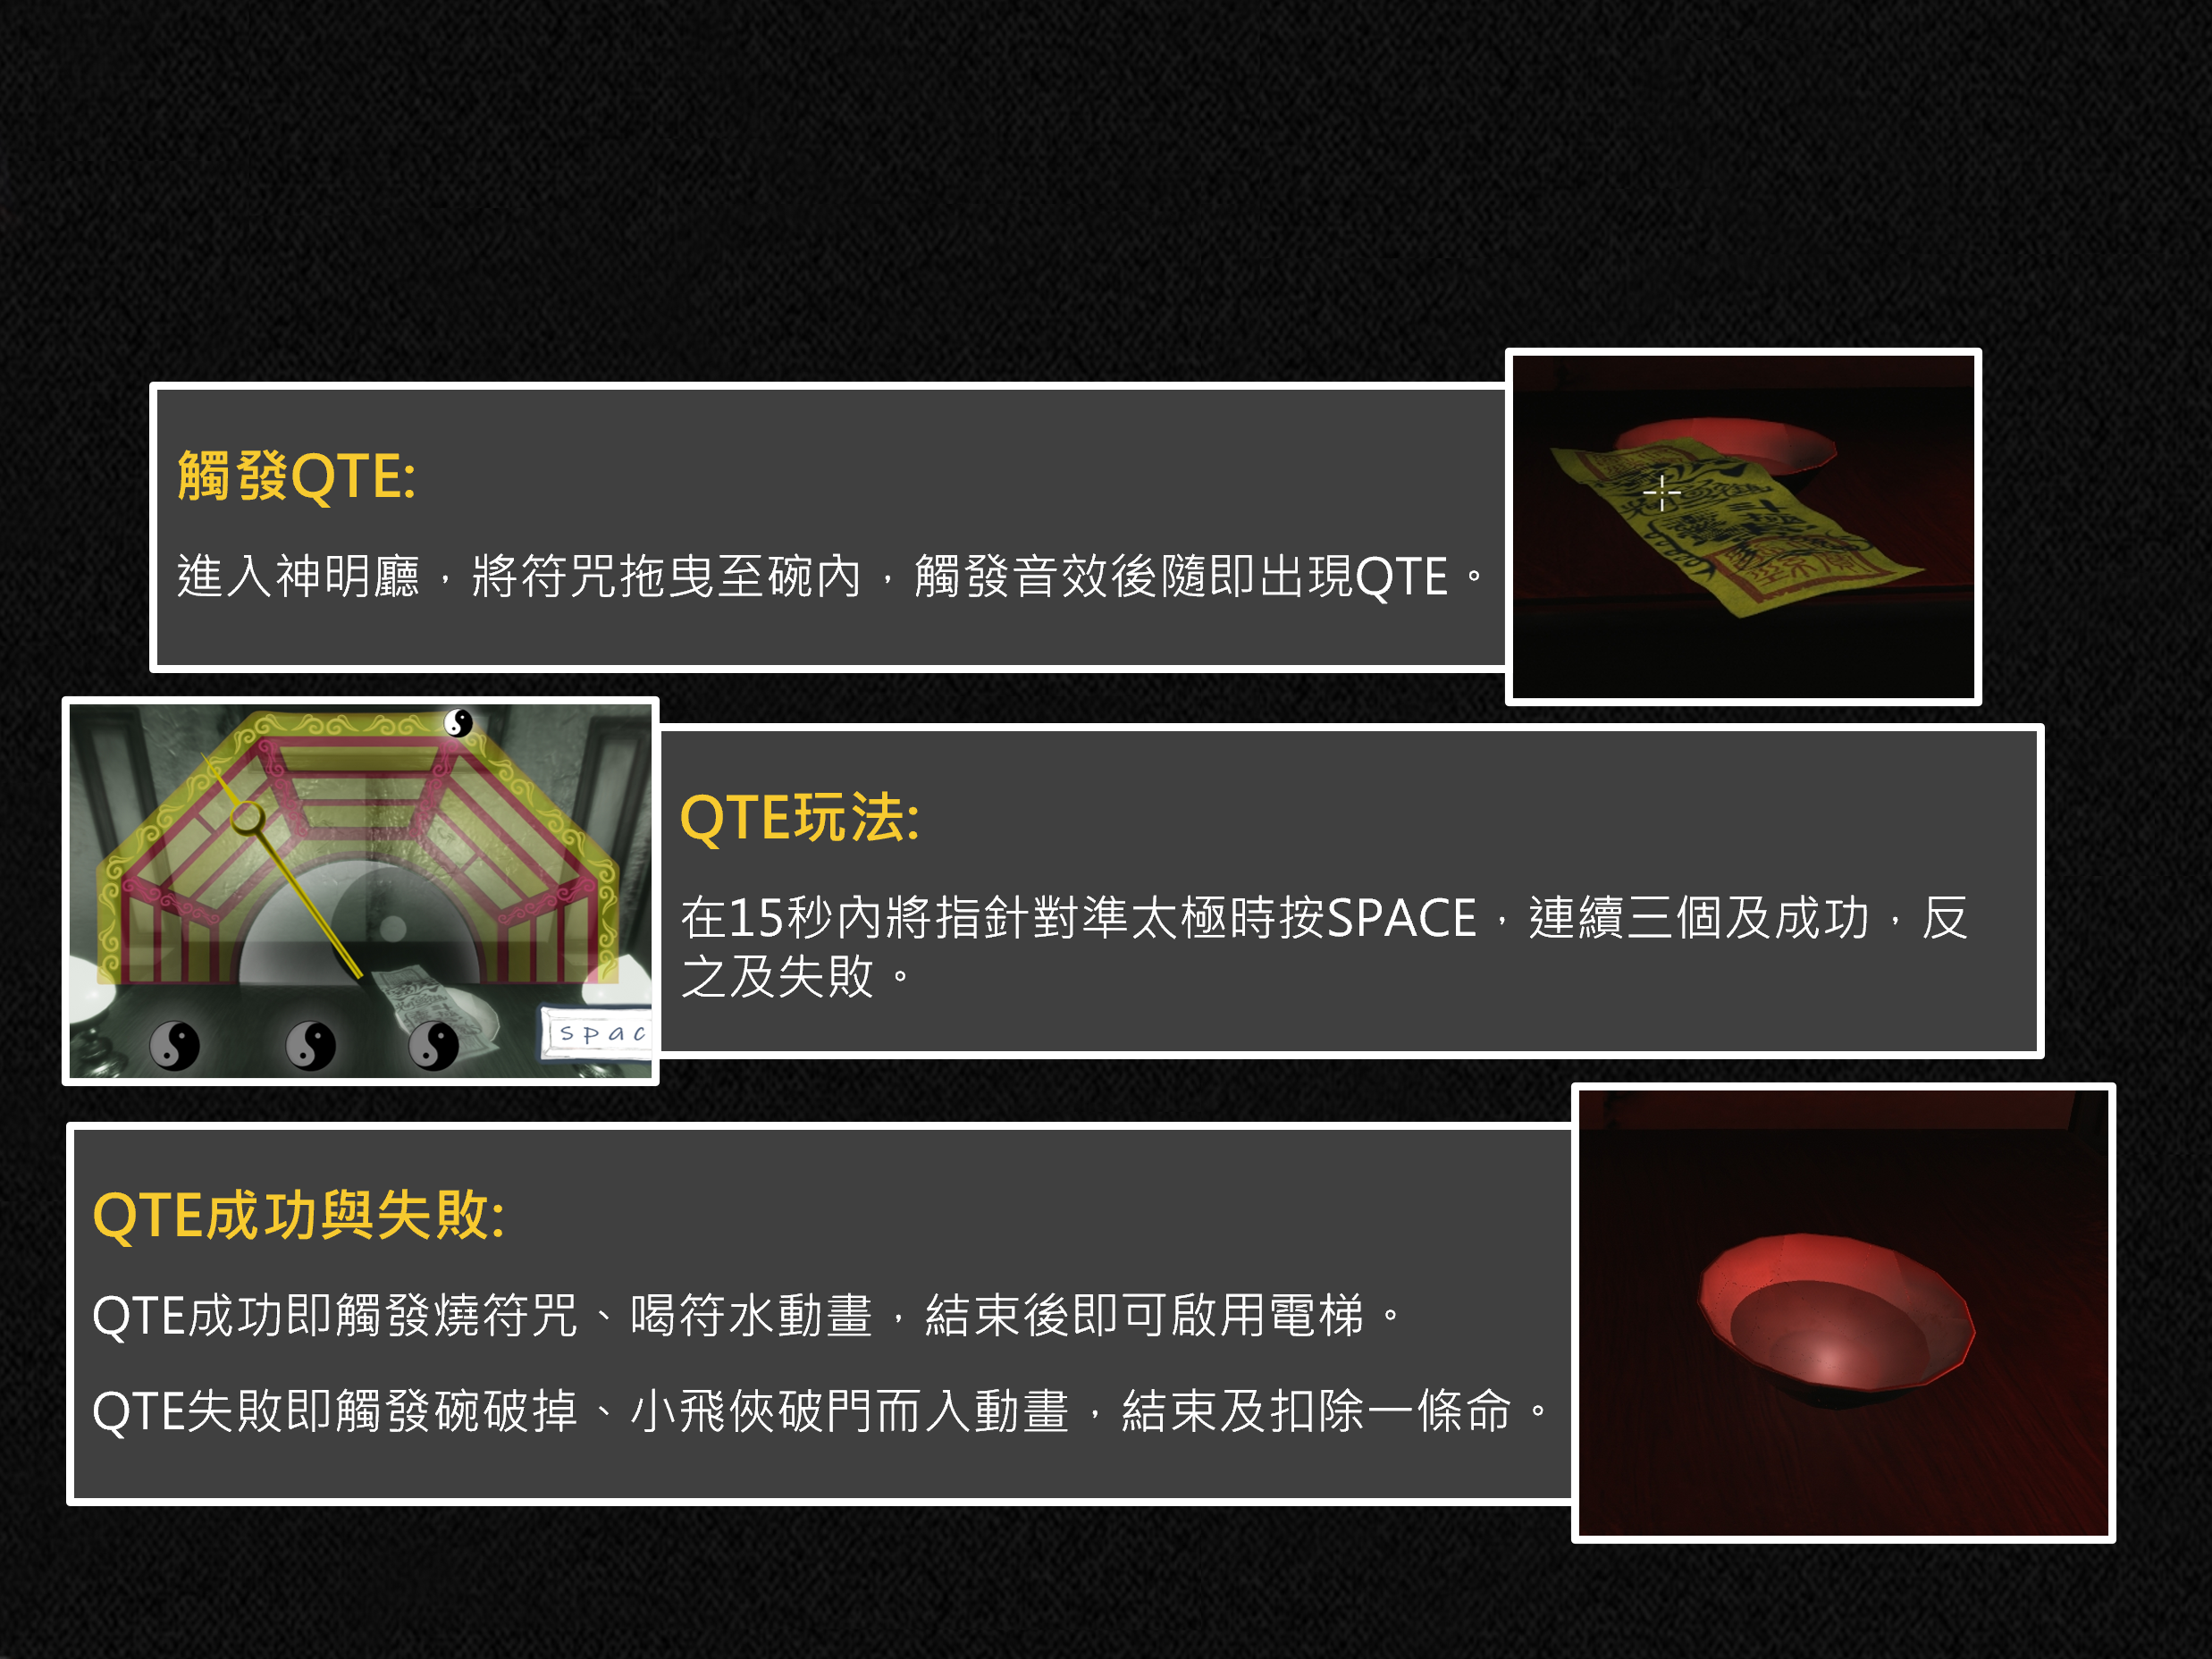 觸發QTE:
進入神明廳，將符咒拖曳至碗內，觸發音效後隨即出現QTE。
QTE玩法:
在15秒內將指針對準太極時按SPACE，連續三個及成功，反
之及失敗。
spac
QTE成功與失敗:
QTE成功即觸發燒符咒、喝符水動畫，結束後即可啟用電梯。
QTE失敗即觸發碗破掉、小飛俠破門而入動畫，結束及扣除一條命。